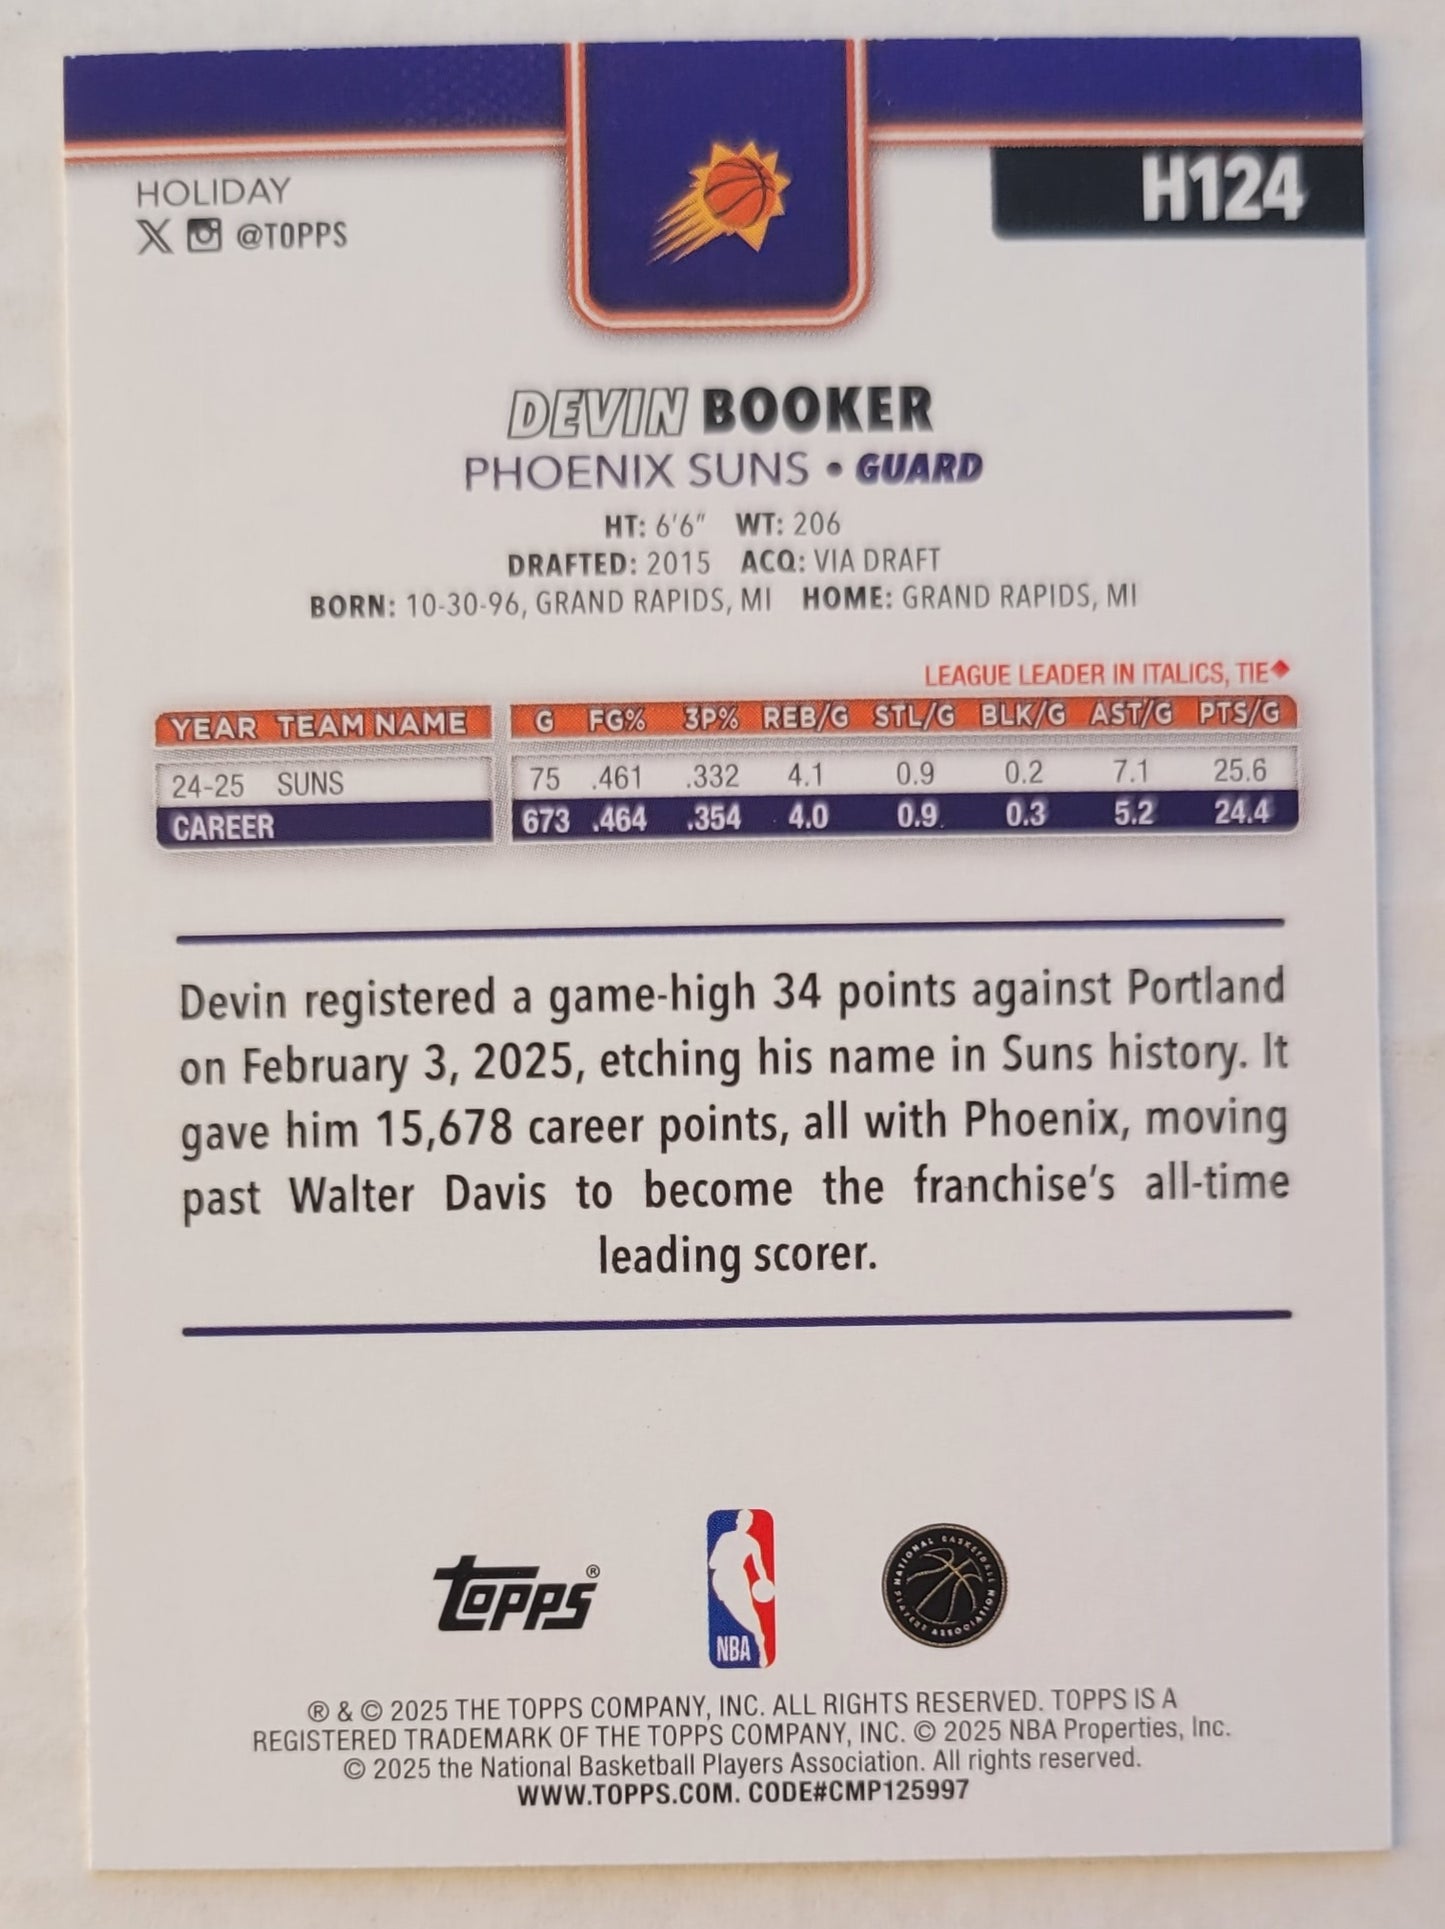 HOLIDAY
X @TOPPS
H124
DEVIN BOOKER
PHOENIX SUNS • GUARD
HT: 6'6" WT: 206
DRAFTED: 2015 ACQ: VIA DRAFT
BORN: 10-30-96, GRAND RAPIDS, MI HOME: GRAND RAPIDS, MI
LEAGUE LEADER IN ITALICS, TIE◆
YEAR TEAM NAME G FG% 3P% REB/G STL/G BLK/G AST/G PTS/G
24-25 SUNS 75 .461 .332 4.1 0.9 0.2 7.1 25.6
CAREER 673 .464 .354 4.0 0.9 0.3 5.2 24.4
Devin registered a game-high 34 points against Portland
on February 3, 2025, etching his name in Suns history. It
gave him 15,678 career points, all with Phoenix, moving
past Walter Davis to become the franchise's all-time
leading scorer.
TOPPS®
NBA
NATIONAL BASKETBALL PLAYERS ASSOCIATION
® & © 2025 THE TOPPS COMPANY, INC. ALL RIGHTS RESERVED. TOPPS IS A
REGISTERED TRADEMARK OF THE TOPPS COMPANY, INC. © 2025 NBA Properties, Inc.
© 2025 the National Basketball Players Association. All rights reserved.
WWW.TOPPS.COM. CODE#CMP125997